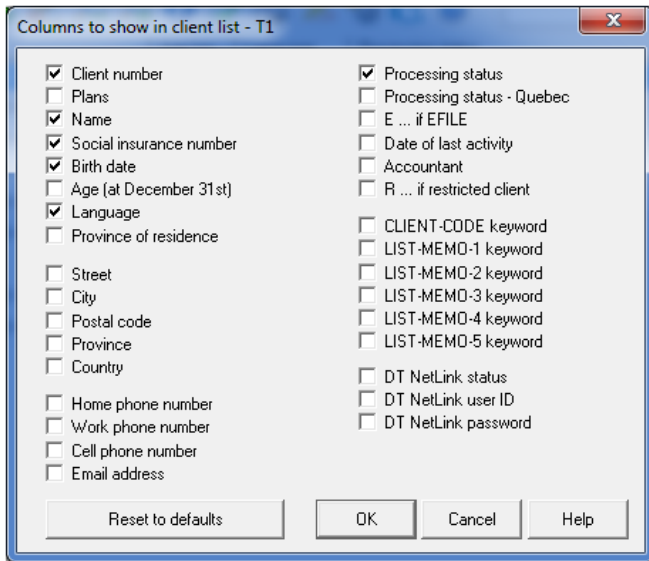 Columns to show in client list - T1
Client number
Plans
Name
Social insurance number
Birth date
Age (at December 31st)
Language
Province of residence
Street
City
Postal code
Province
Country
Home phone number
Work phone number
Cell phone number
Email address
Processing status
Processing status - Quebec
E ... if EFILE
Date of last activity
Accountant
R ... if restricted client
CLIENT-CODE keyword
LIST-MEMO-1 keyword
LIST-MEMO-2 keyword
LIST-MEMO-3 keyword
LIST-MEMO-4 keyword
LIST-MEMO-5 keyword
DT NetLink status
DT NetLink user ID
DT NetLink password
Reset to defaults
OK
Cancel
Help